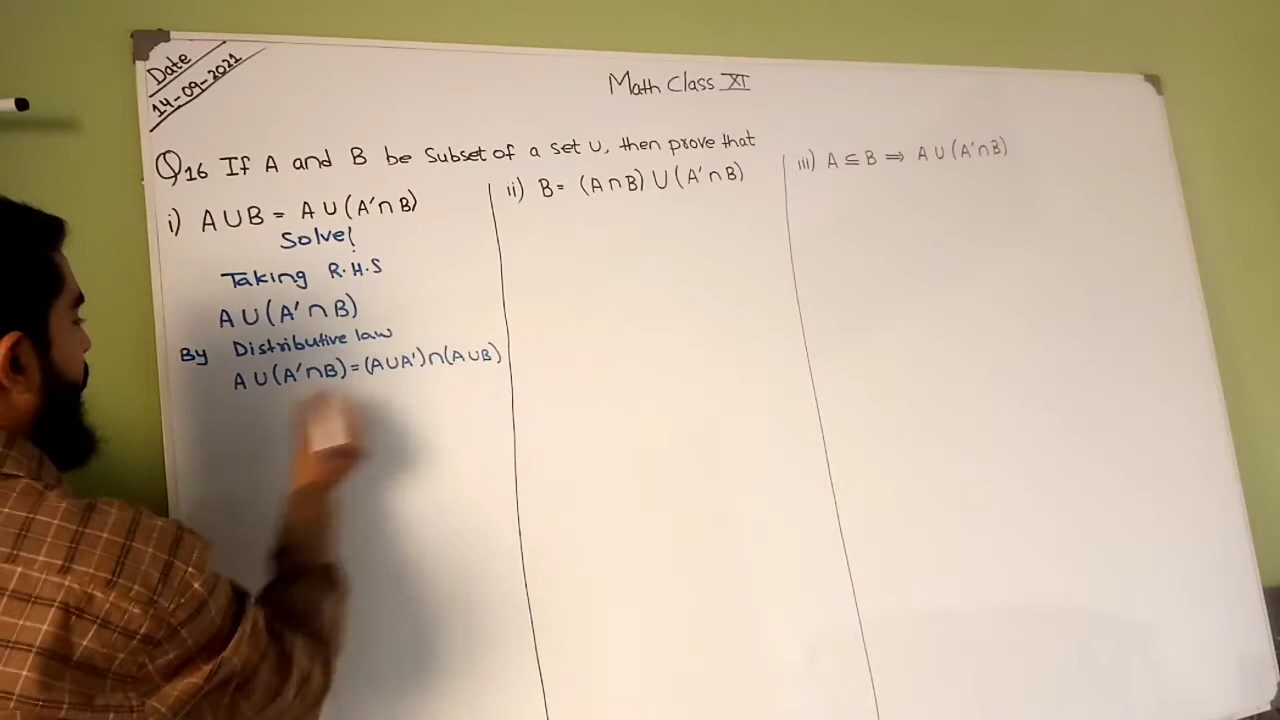 Date
14-09-2021
Math Class XI
Q16 If A and B be Subset of a set U, then prove that
i) A∪B = A∪(A'∩B)
Solve!
Taking R.H.S
A∪(A'∩B)
By Distributive law
A∪(A'∩B)=(A∪A')∩(A∪B)
ii) B= (A∩B)∪(A'∩B)
iii) A⊆B ⇒ A∪(A'∩B)